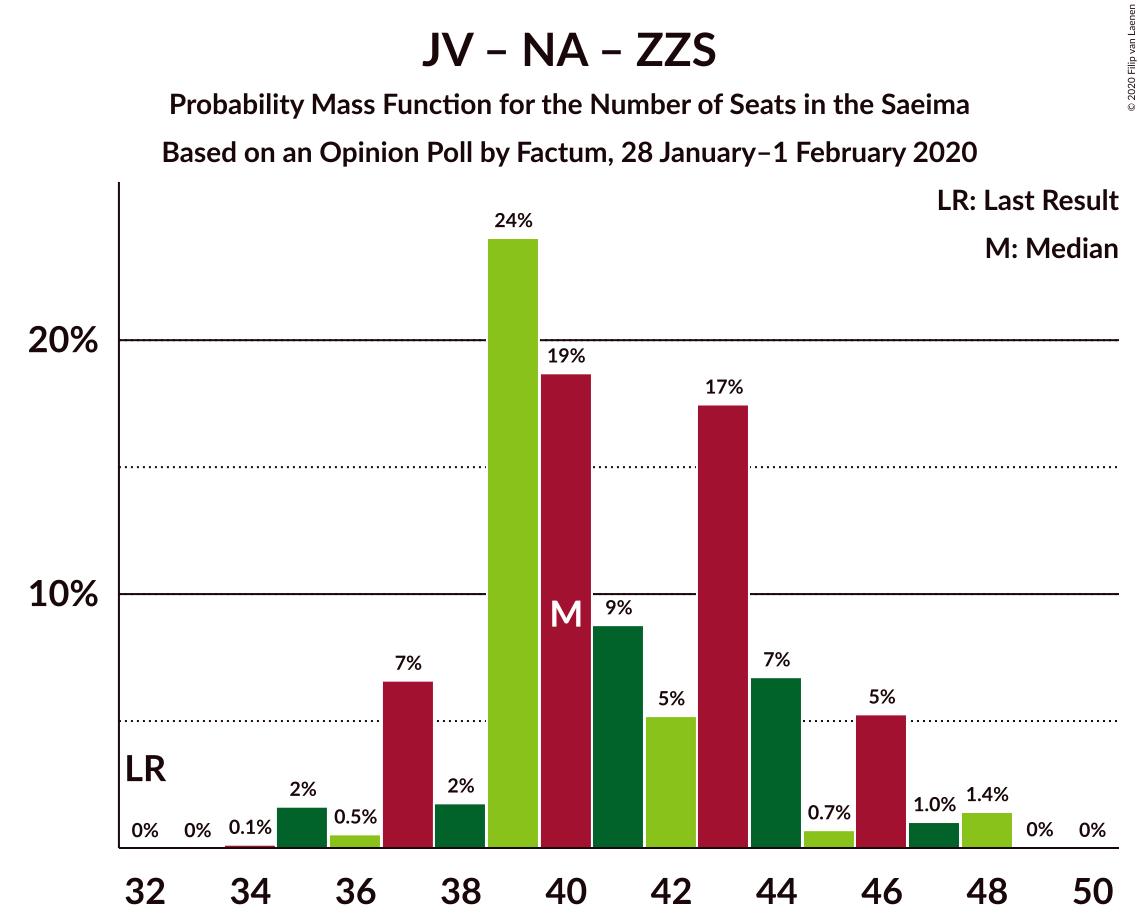 JV – NA – ZZS
Probability Mass Function for the Number of Seats in the Saeima
Based on an Opinion Poll by Factum, 28 January–1 February 2020
© 2020 Filip van Laenen
LR: Last Result
M: Median
20%
10%
LR
M
0%
0%
0.1%
2%
0.5%
7%
2%
24%
19%
9%
5%
17%
7%
0.7%
5%
1.0%
1.4%
0%
0%
32 34 36 38 40 42 44 46 48 50